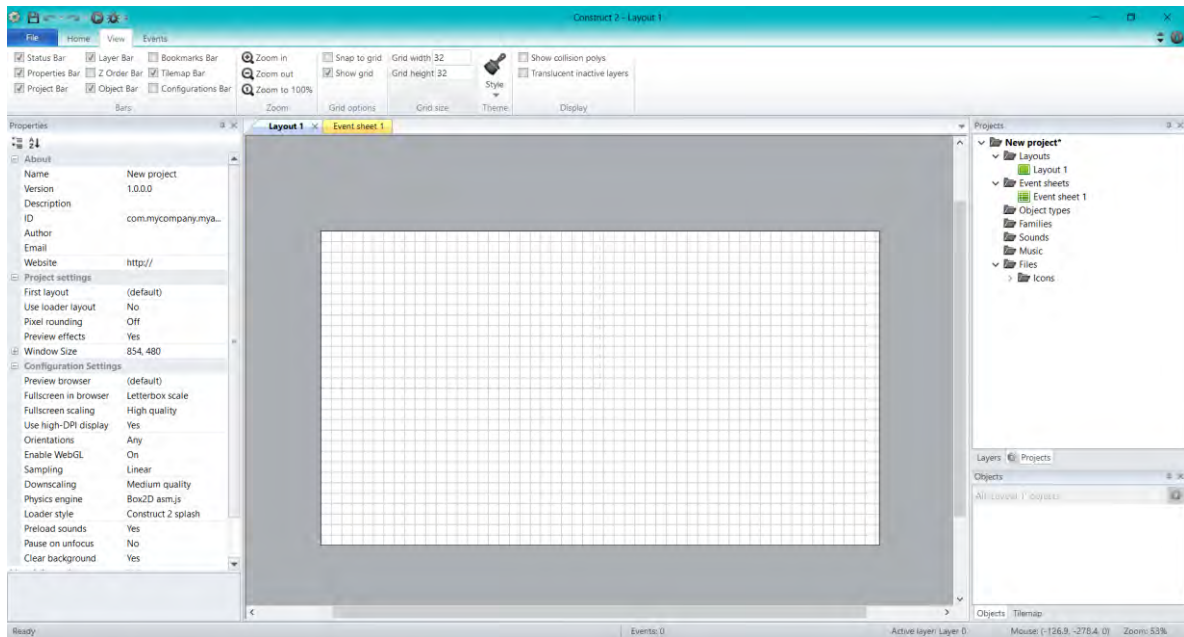 Construct 2 - Layout 1
File Home View Events
Status Bar Layer Bar Bookmarks Bar
Properties Bar Z Order Bar Tilemap Bar
Project Bar Object Bar Configurations Bar
Bars
Zoom in
Zoom out
Zoom to 100%
Zoom
Snap to grid
Show grid
Grid options
Grid width 32
Grid height 32
Grid size
Style
Theme
Show collision polys
Translucent inactive layers
Display
Properties
About
Name New project
Version 1.0.0.0
Description
ID com.mycompany.mya...
Author
Email
Website http://
Project settings
First layout (default)
Use loader layout No
Pixel rounding Off
Preview effects Yes
Window Size 854, 480
Configuration Settings
Preview browser (default)
Fullscreen in browser Letterbox scale
Fullscreen scaling High quality
Use high-DPI display Yes
Orientations Any
Enable WebGL On
Sampling Linear
Downscaling Medium quality
Physics engine Box2D asm.js
Loader style Construct 2 splash
Preload sounds Yes
Pause on unfocus No
Clear background Yes
Layout 1 Event sheet 1
Projects
New project*
Layouts
Layout 1
Event sheets
Event sheet 1
Object types
Families
Sounds
Music
Files
Icons
Layers Projects
Objects
All 'Layout 1' objects
Objects Tilemap
Ready Events: 0 Active layer: Layer 0 Mouse: (-126.9, -278.4, 0) Zoom: 53%